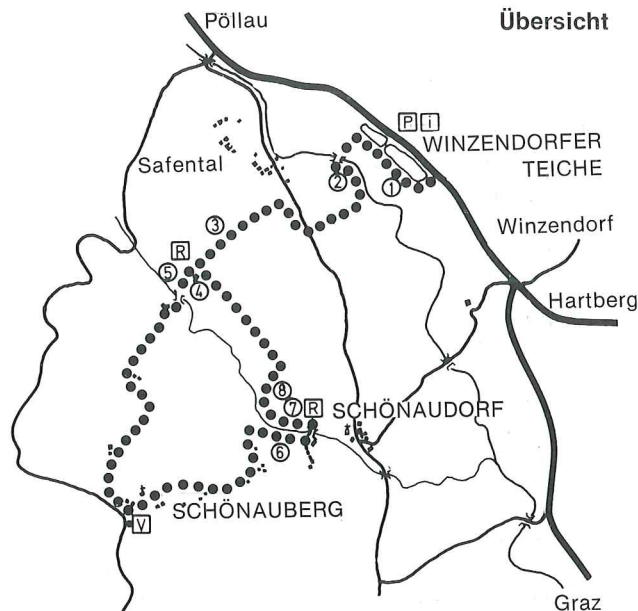 Übersicht
Pöllau
P i
WINZENDORFER
TEICHE
Safental
2
1
3
Winzendorf
R
5
4
Hartberg
8
7 R
SCHÖNAUDORF
6
SCHÖNAUBERG
V
Graz